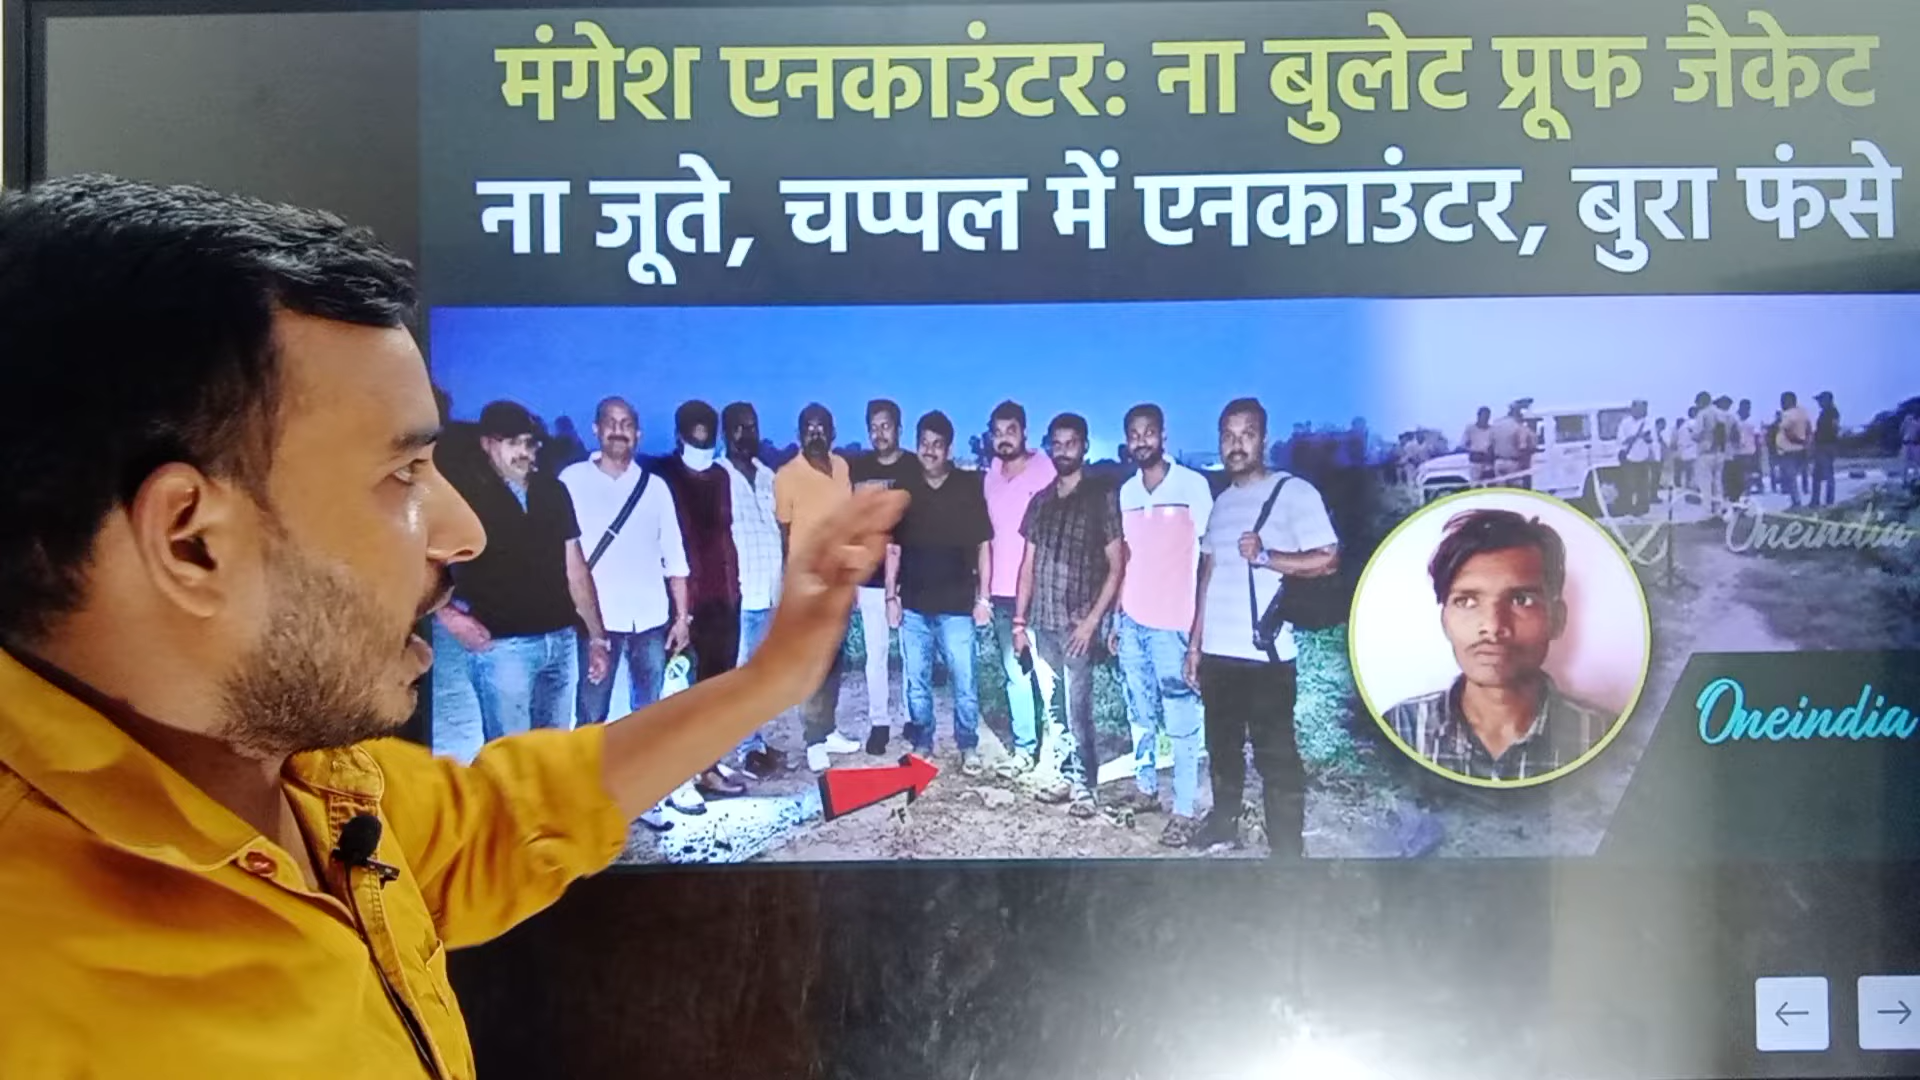 मंगेश एनकाउंटर: ना बुलेट प्रूफ जैकेट
ना जूते, चप्पल में एनकाउंटर, बुरा फंसे
Oneindia
Oneindia